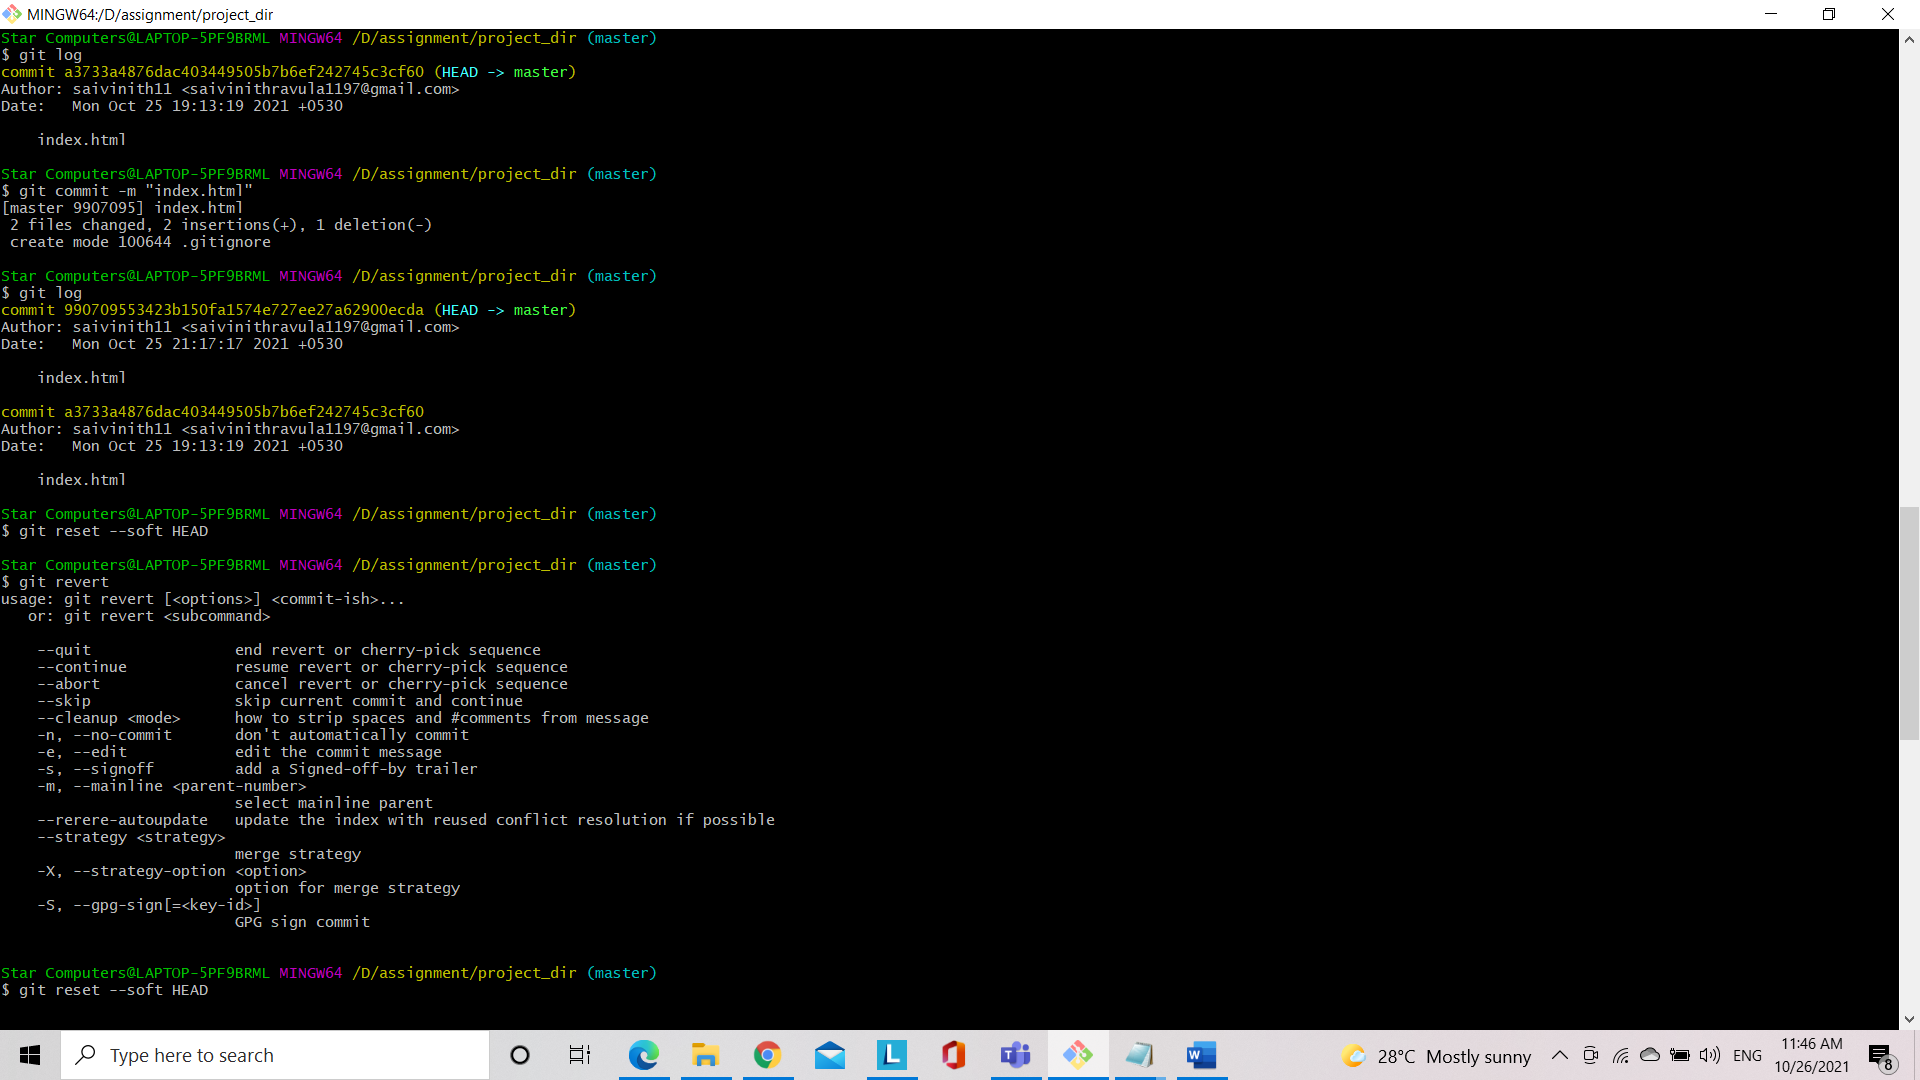 MINGW64:/D/assignment/project_dir
Star Computers@LAPTOP-5PF9BRML MINGW64 /D/assignment/project_dir (master)
$ git log
commit a3733a4876dac403449505b7b6ef242745c3cf60 (HEAD -> master)
Author: saivinith11 <saivinithravula1197@gmail.com>
Date:   Mon Oct 25 19:13:19 2021 +0530

    index.html

Star Computers@LAPTOP-5PF9BRML MINGW64 /D/assignment/project_dir (master)
$ git commit -m "index.html"
[master 9907095] index.html
 2 files changed, 2 insertions(+), 1 deletion(-)
 create mode 100644 .gitignore

Star Computers@LAPTOP-5PF9BRML MINGW64 /D/assignment/project_dir (master)
$ git log
commit 990709553423b150fa1574e727ee27a62900ecda (HEAD -> master)
Author: saivinith11 <saivinithravula1197@gmail.com>
Date:   Mon Oct 25 21:17:17 2021 +0530

    index.html

commit a3733a4876dac403449505b7b6ef242745c3cf60
Author: saivinith11 <saivinithravula1197@gmail.com>
Date:   Mon Oct 25 19:13:19 2021 +0530

    index.html

Star Computers@LAPTOP-5PF9BRML MINGW64 /D/assignment/project_dir (master)
$ git reset --soft HEAD

Star Computers@LAPTOP-5PF9BRML MINGW64 /D/assignment/project_dir (master)
$ git revert
usage: git revert [<options>] <commit-ish>...
   or: git revert <subcommand>

    --quit                end revert or cherry-pick sequence
    --continue            resume revert or cherry-pick sequence
    --abort               cancel revert or cherry-pick sequence
    --skip                skip current commit and continue
    --cleanup <mode>      how to strip spaces and #comments from message
    -n, --no-commit       don't automatically commit
    -e, --edit            edit the commit message
    -s, --signoff         add a Signed-off-by trailer
    -m, --mainline <parent-number>
                          select mainline parent
    --rerere-autoupdate   update the index with reused conflict resolution if possible
    --strategy <strategy>
                          merge strategy
    -X, --strategy-option <option>
                          option for merge strategy
    -S, --gpg-sign[=<key-id>]
                          GPG sign commit

Star Computers@LAPTOP-5PF9BRML MINGW64 /D/assignment/project_dir (master)
$ git reset --soft HEAD
Type here to search
28°C Mostly sunny
ENG
11:46 AM
10/26/2021
8